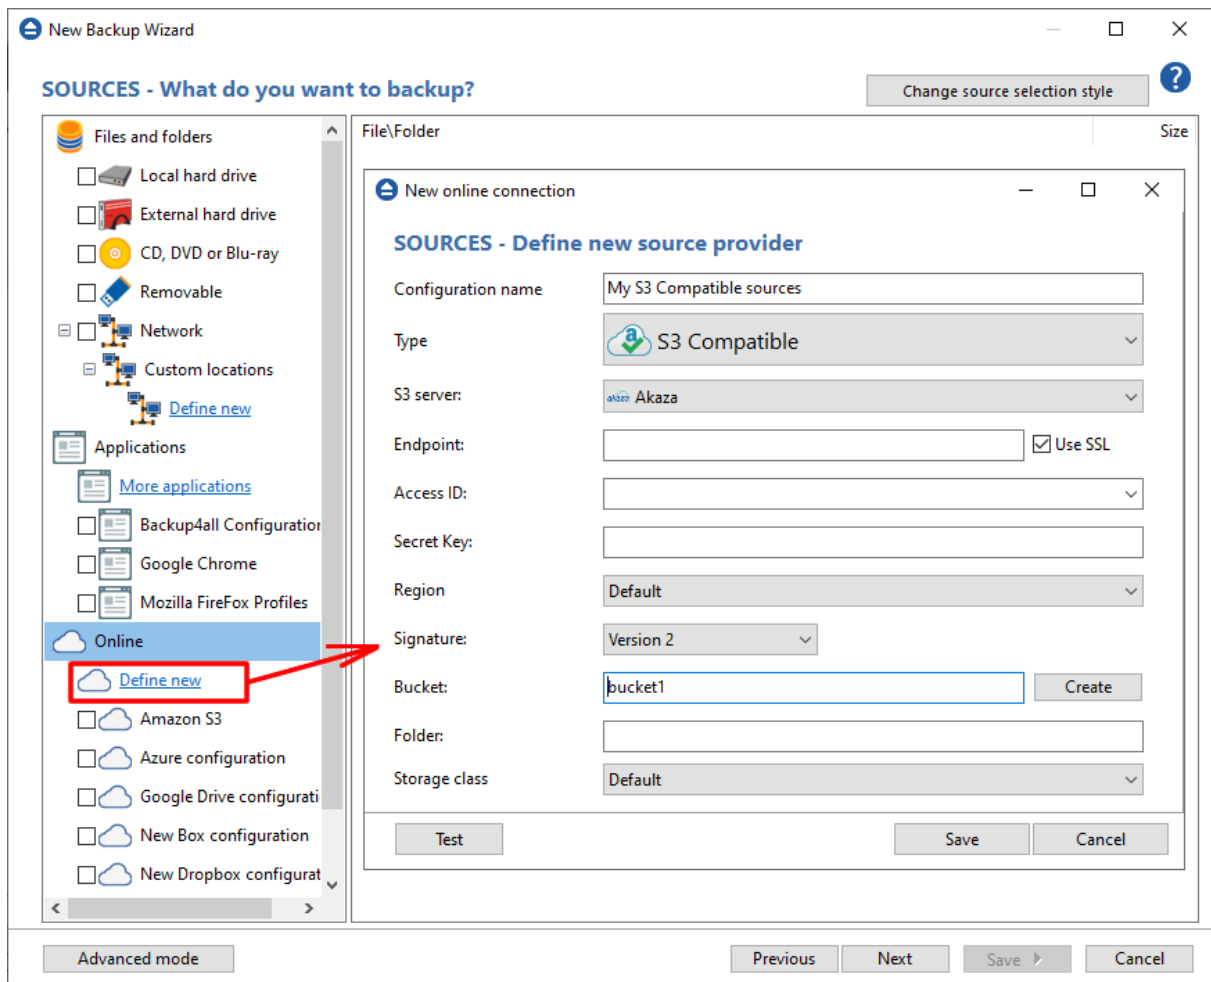 New Backup Wizard
SOURCES - What do you want to backup?
Change source selection style
?
Files and folders
Local hard drive
External hard drive
CD, DVD or Blu-ray
Removable
Network
Custom locations
Define new
Applications
More applications
Backup4all Configuration
Google Chrome
Mozilla FireFox Profiles
Online
Define new
Amazon S3
Azure configuration
Google Drive configurati
New Box configuration
New Dropbox configurat
File\Folder
Size
New online connection
SOURCES - Define new source provider
Configuration name
My S3 Compatible sources
Type
a S3 Compatible
S3 server:
akaza Akaza
Endpoint:
Use SSL
Access ID:
Secret Key:
Region
Default
Signature:
Version 2
Bucket:
bucket1
Create
Folder:
Storage class
Default
Test
Save
Cancel
Advanced mode
Previous
Next
Save
Cancel